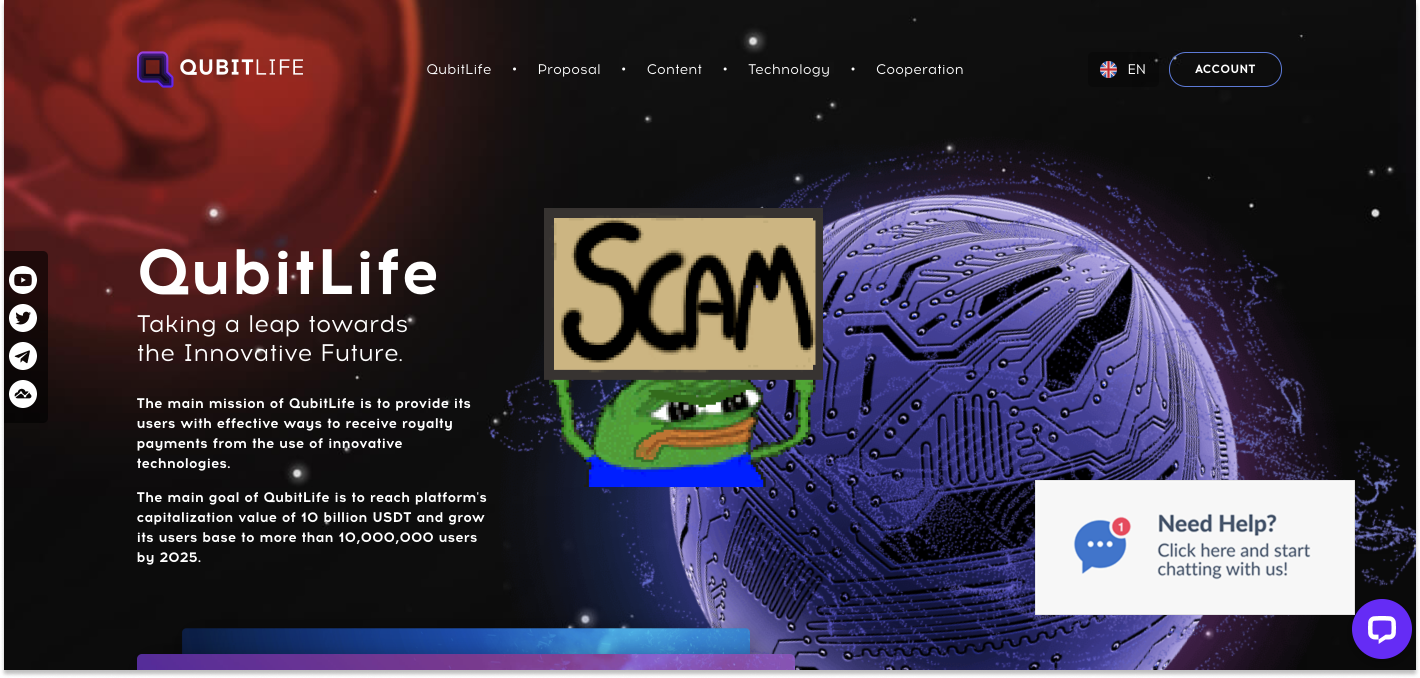 QUBITLIFE
QubitLife • Proposal • Content • Technology • Cooperation
EN
ACCOUNT
SCAM
QubitLife
Taking a leap towards
the Innovative Future.
The main mission of QubitLife is to provide its
users with effective ways to receive royalty
payments from the use of innovative
technologies.
The main goal of QubitLife is to reach platform's
capitalization value of 10 billion USDT and grow
its users base to more than 10,000,000 users
by 2025.
1
Need Help?
Click here and start
chatting with us!